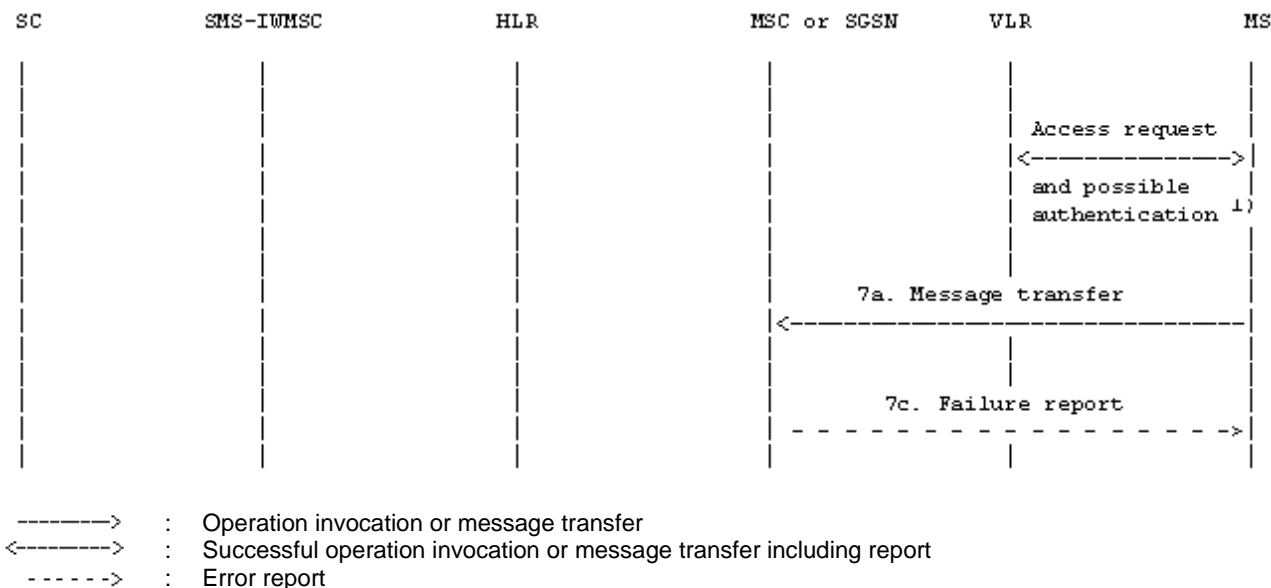 SC SMS-IWMSC HLR MSC or SGSN VLR MS
Access request
and possible
authentication 1)
7a. Message transfer
7c. Failure report
: Operation invocation or message transfer
: Successful operation invocation or message transfer including report
: Error report